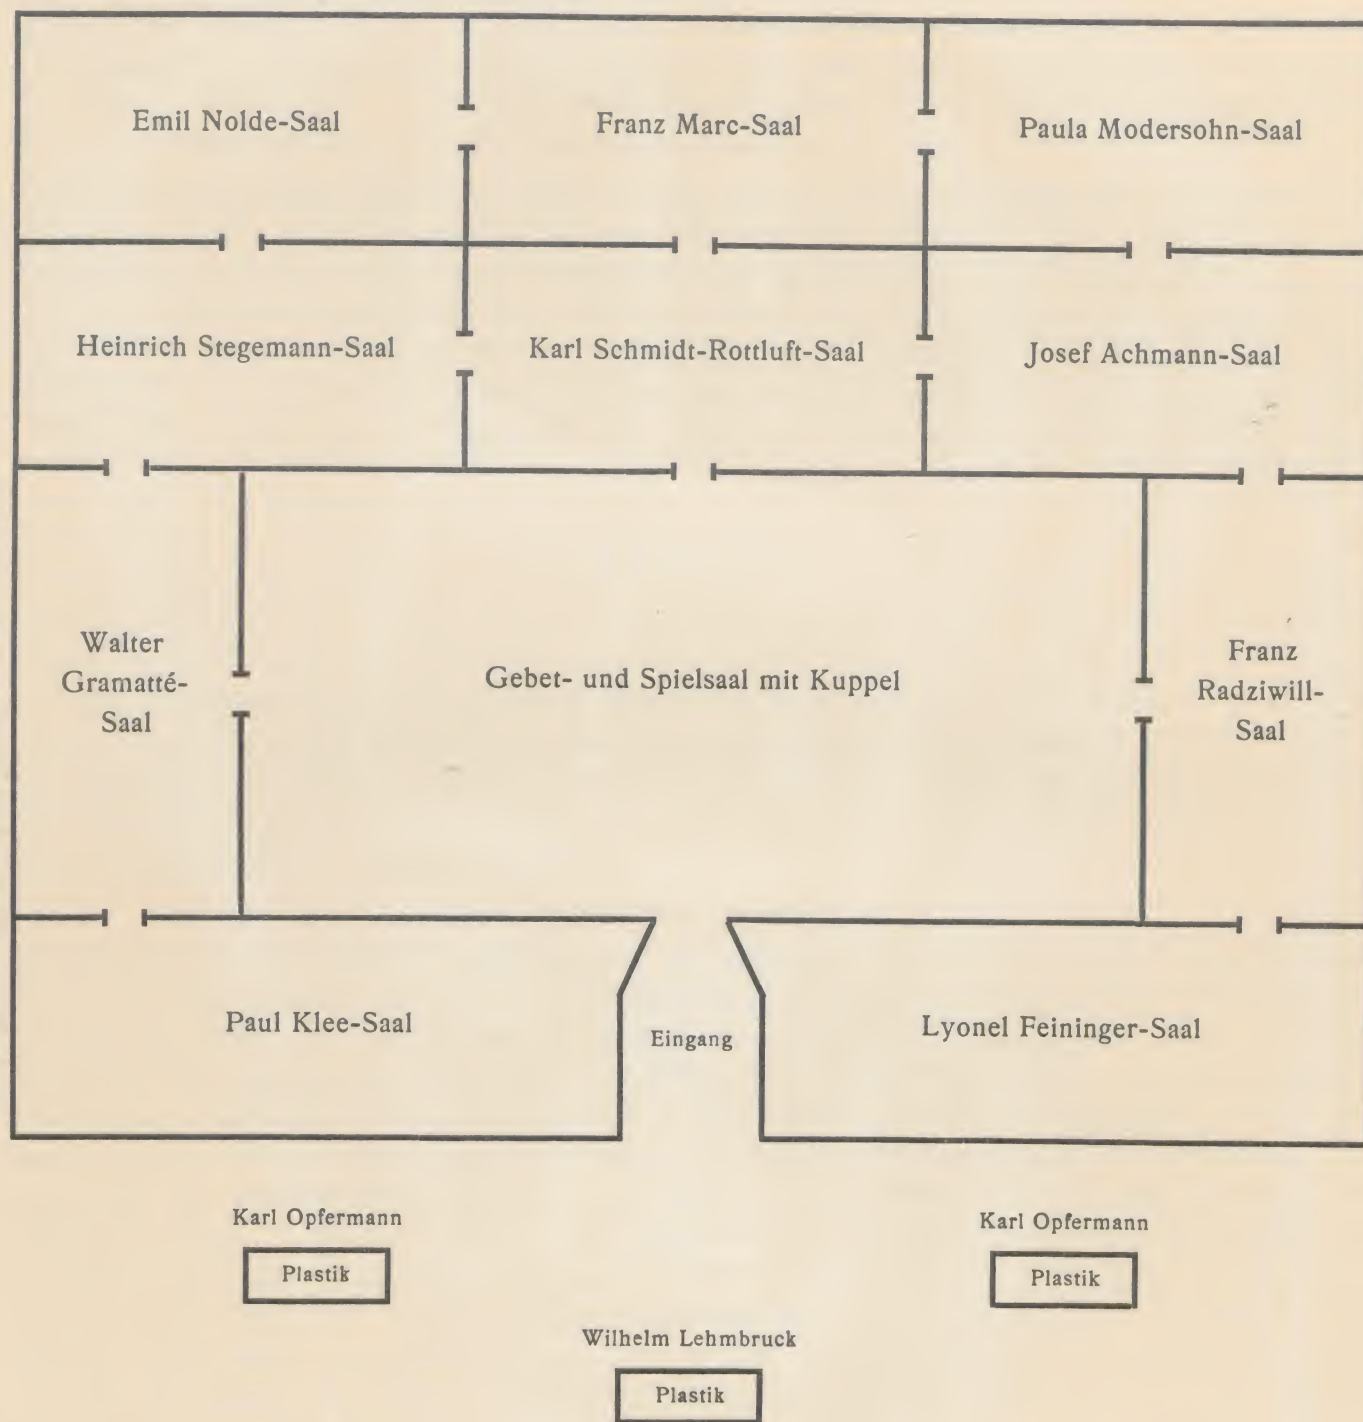 Emil Nolde-Saal
Franz Marc-Saal
Paula Modersohn-Saal
Heinrich Stegemann-Saal
Karl Schmidt-Rottluft-Saal
Josef Achmann-Saal
Walter
Gramatté-
Saal
Gebet- und Spielsaal mit Kuppel
Franz
Radziwill-
Saal
Paul Klee-Saal
Eingang
Lyonel Feininger-Saal
Karl Opfermann
Plastik
Karl Opfermann
Plastik
Wilhelm Lehmbruck
Plastik